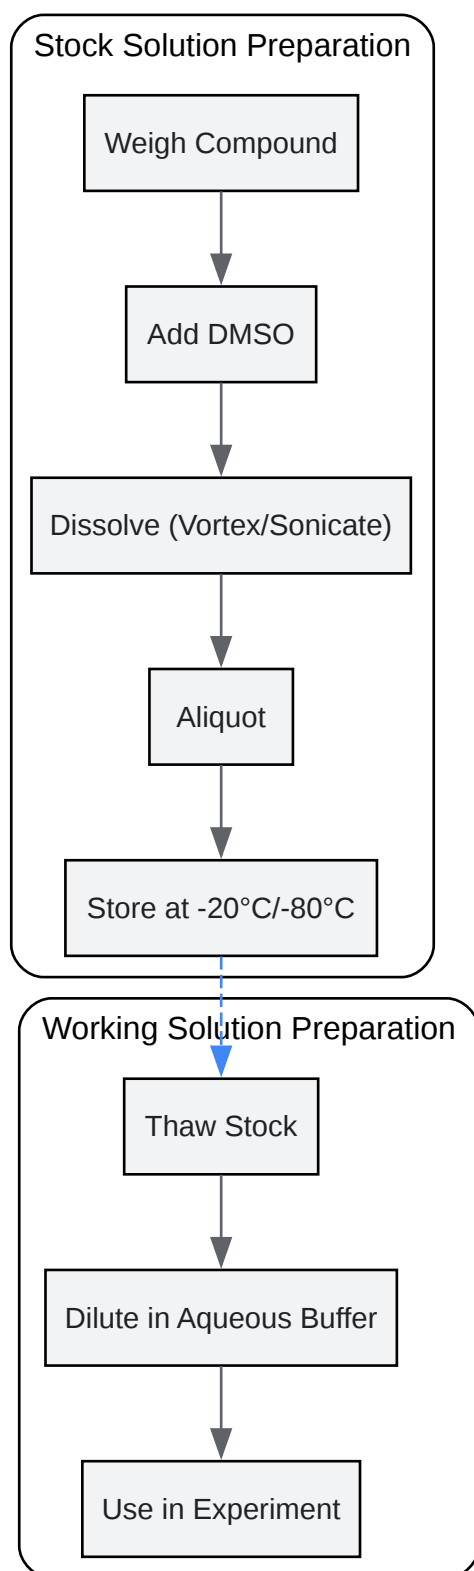 Stock Solution Preparation
Weigh Compound
Add DMSO
Dissolve (Vortex/Sonicate)
Aliquot
Store at -20°C/-80°C
Working Solution Preparation
Thaw Stock
Dilute in Aqueous Buffer
Use in Experiment